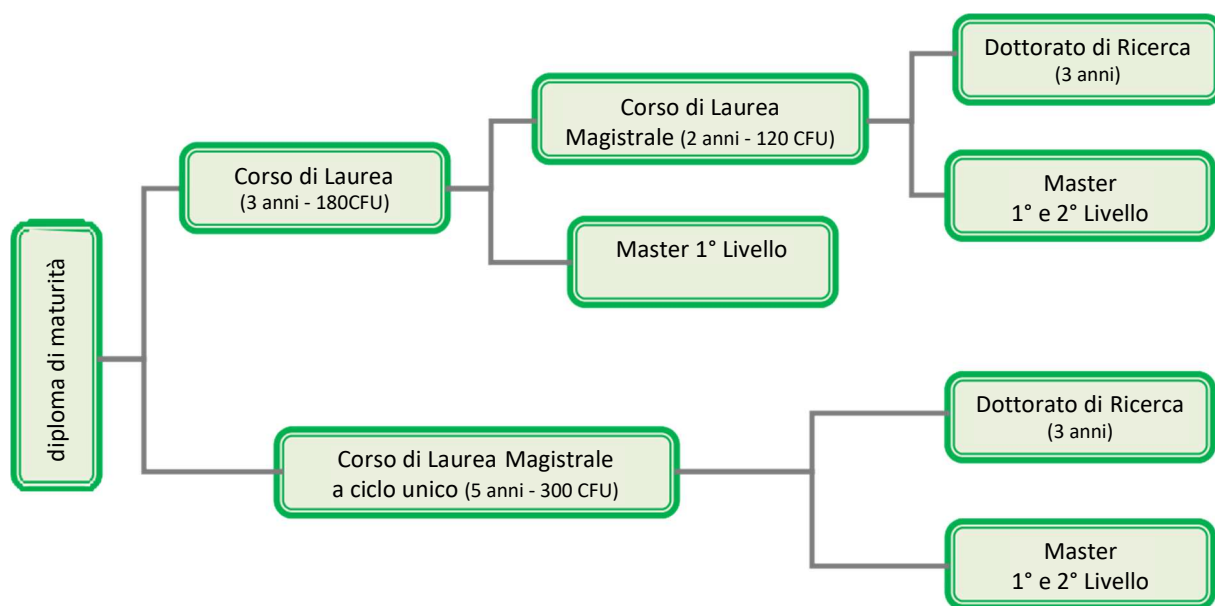 diploma di maturità
Corso di Laurea
(3 anni - 180CFU)
Corso di Laurea
Magistrale (2 anni - 120 CFU)
Dottorato di Ricerca
(3 anni)
Master
1° e 2° Livello
Master 1° Livello
Corso di Laurea Magistrale
a ciclo unico (5 anni - 300 CFU)
Dottorato di Ricerca
(3 anni)
Master
1° e 2° Livello